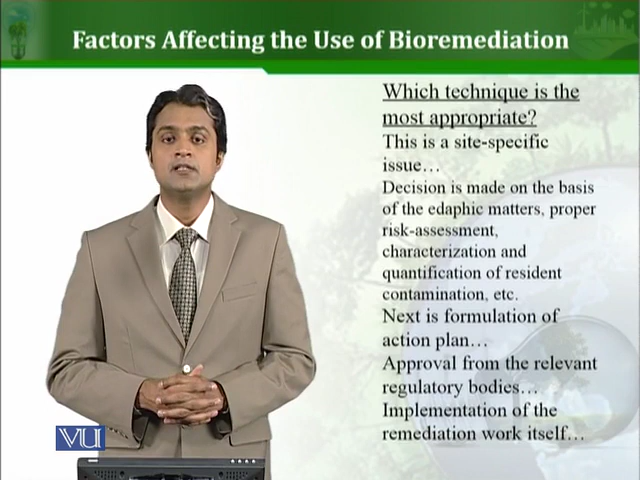 Factors Affecting the Use of Bioremediation
Which technique is the
most appropriate?
This is a site-specific
issue…
Decision is made on the basis
of the edaphic matters, proper
risk-assessment,
characterization and
quantification of resident
contamination, etc.
Next is formulation of
action plan…
Approval from the relevant
regulatory bodies…
Implementation of the
remediation work itself…
VU